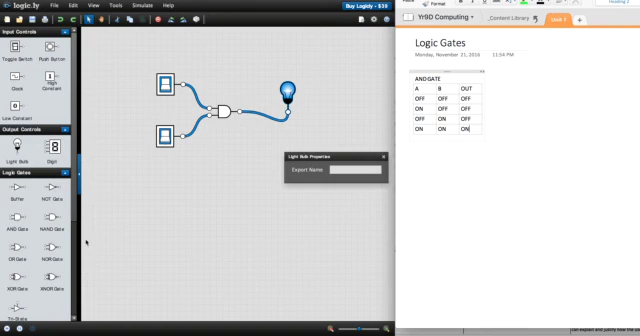 logic.ly File Edit View Tools Simulate Help Buy Logicly • $39
Input Controls
Toggle Switch Push Button
Clock High Constant
Low Constant
Output Controls
Light Bulb Digit
Logic Gates
Buffer NOT Gate
AND Gate NAND Gate
OR Gate NOR Gate
XOR Gate XNOR Gate
Tri-State
Light Bulb Properties
Export Name
Paste
Format
Heading 2
Yr9D Computing _Content Library Unit 1
Logic Gates
Monday, November 21, 2016 11:54 PM
AND GATE
A B OUT
OFF OFF OFF
ON OFF OFF
OFF ON OFF
ON ON ON